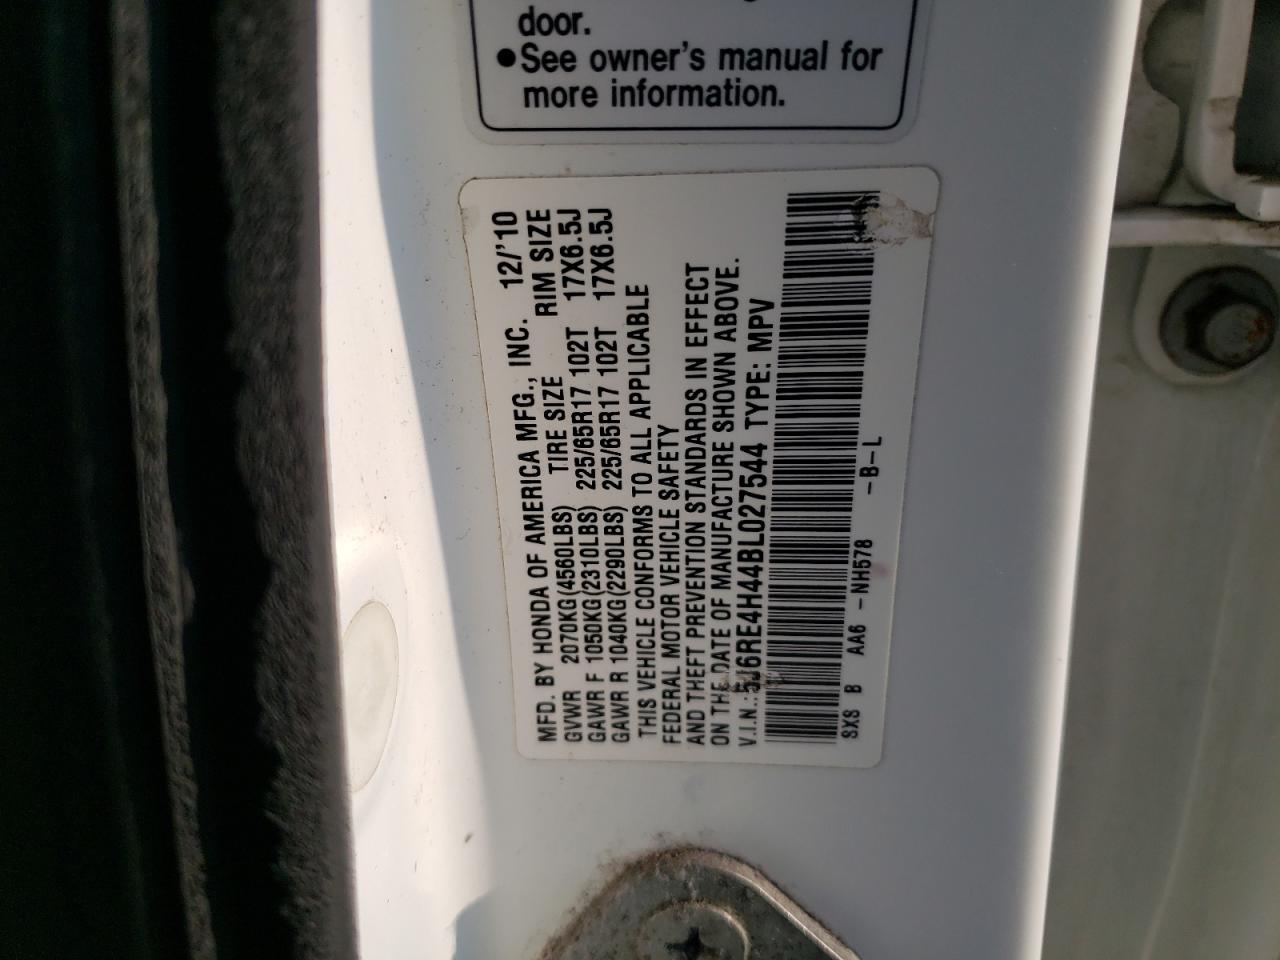 door.
●See owner's manual for
more information.
MFD. BY HONDA OF AMERICA MFG., INC. 12/'10
GVWR 2070KG(4560LBS) TIRE SIZE RIM SIZE
GAWR F 1050KG(2310LBS) 225/65R17 102T 17X6.5J
GAWR R 1040KG(2290LBS) 225/65R17 102T 17X6.5J
THIS VEHICLE CONFORMS TO ALL APPLICABLE
FEDERAL MOTOR VEHICLE SAFETY
AND THEFT PREVENTION STANDARDS IN EFFECT
ON THE DATE OF MANUFACTURE SHOWN ABOVE.
V.I.N.: 5J6RE4H44BL027544 TYPE: MPV
SXS B AA6 -NH578 -B-L